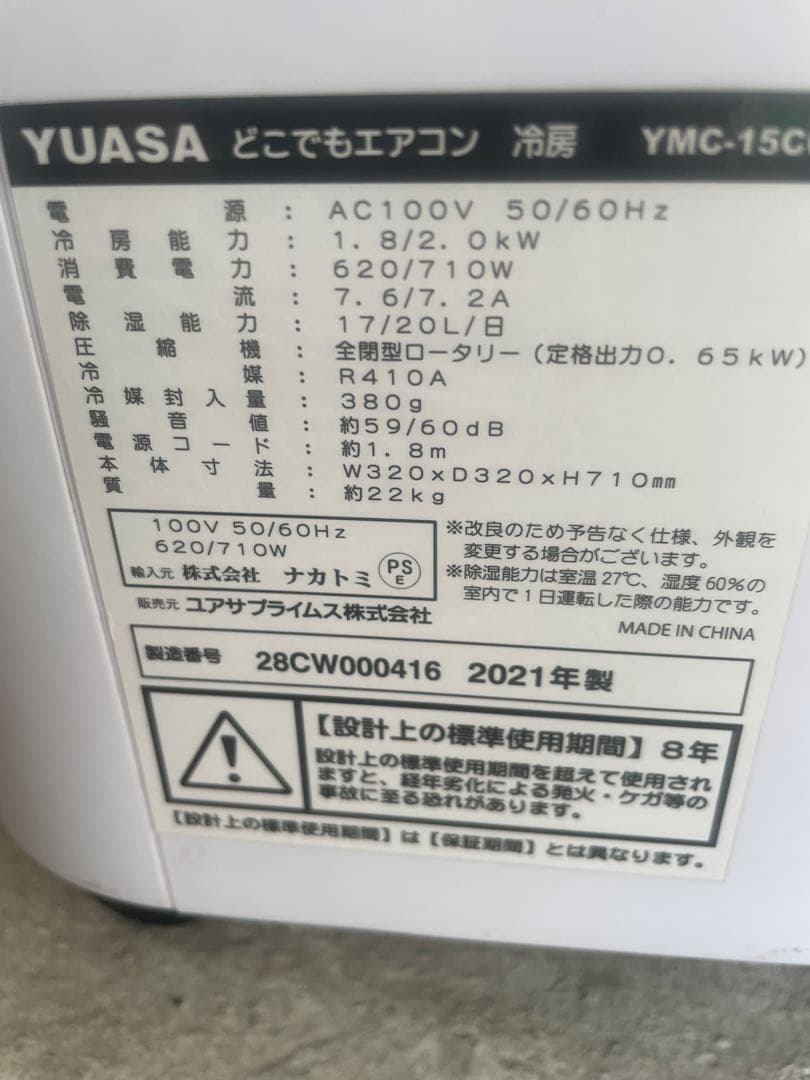 YUASA どこでもエアコン 冷房 YMC-15C
電源 : AC100V 50/60Hz
冷房能力 : 1.8/2.0kW
消費電力 : 620/710W
電流 : 7.6/7.2A
除湿能力 : 17/20L/日
圧縮機 : 全閉型ロータリー(定格出力0.65kW)
冷媒 : R410A
冷媒封入量 : 380g
騒音値 : 約59/60dB
電源コード : 約1.8m
本体寸法 : W320xD320xH710mm
質量 : 約22kg
100V 50/60Hz
620/710W
輸入元 株式会社 ナカトミ PSE
販売元 ユアサプライムス株式会社
※改良のため予告なく仕様、外観を
変更する場合がございます。
※除湿能力は室温27℃、湿度60%の
室内で1日運転した際の能力です。
MADE IN CHINA
製造番号 28CW000416 2021年製
【設計上の標準使用期間】8年
設計上の標準使用期間を超えて使用され
ますと、経年劣化による発火・ケガ等の
事故に至る恐れがあります。
【設計上の標準使用期間】は【保証期間】とは異なります。